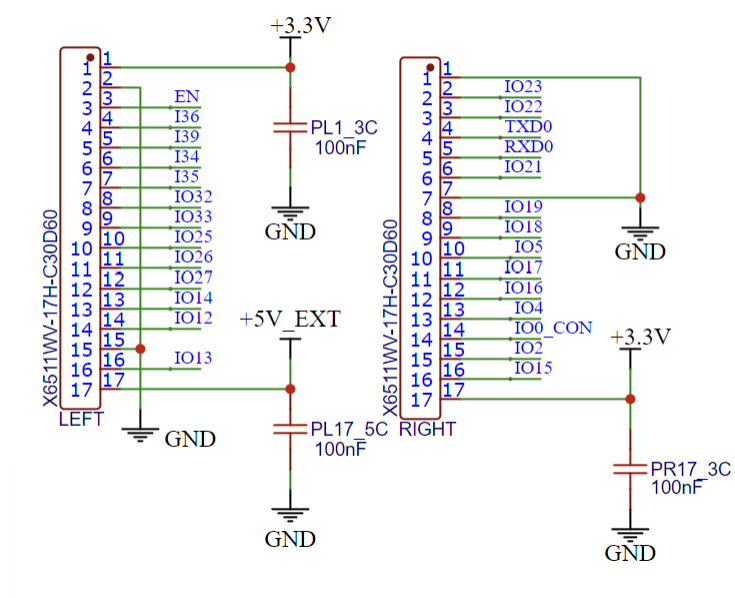 +3.3V
1
1
2
2
3
3
EN
4
4
I36
5
5
I39
6
6
I34
7
7
I35
8
8
IO32
9
9
IO33
10
10
IO25
11
11
IO26
12
12
IO27
13
13
IO14
14
14
IO12
15
15
16
16
IO13
17
17
X6511WV-17H-C30D60
LEFT
GND
PL1_3C
100nF
GND
+5V_EXT
PL17_5C
100nF
GND
1
1
2
2
IO23
3
3
IO22
4
4
TXD0
5
5
RXD0
6
6
IO21
7
7
8
8
IO19
9
9
IO18
10
10
IO5
11
11
IO17
12
12
IO16
13
13
IO4
14
14
IO0_CON
15
15
IO2
16
16
IO15
17
17
X6511WV-17H-C30D60
RIGHT
GND
+3.3V
PR17_3C
100nF
GND